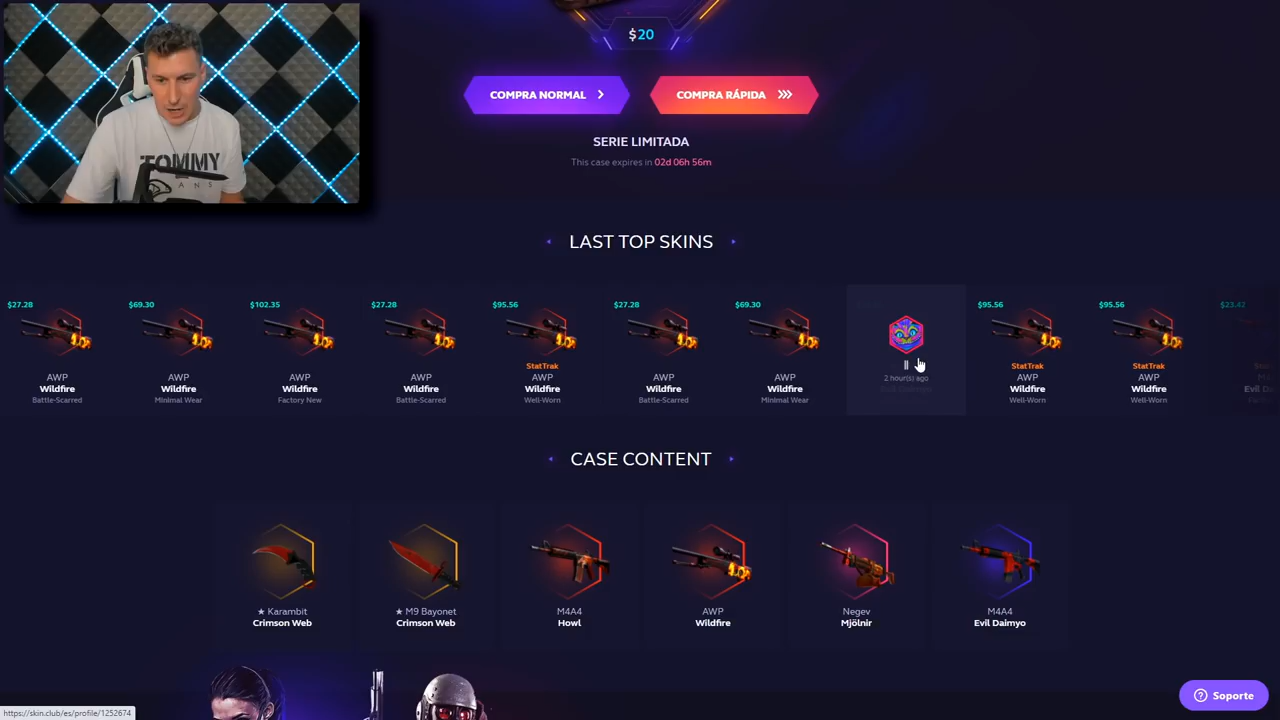 $20
COMPRA NORMAL
COMPRA RÁPIDA
SERIE LIMITADA
This case expires in 02d 06h 56m
TOMMY
LAST TOP SKINS
$27.28
AWP
Wildfire
Battle-Scarred
$69.30
AWP
Wildfire
Minimal Wear
$102.35
AWP
Wildfire
Factory New
$27.28
AWP
Wildfire
Battle-Scarred
$95.56
StatTrak
AWP
Wildfire
Well-Worn
$27.28
AWP
Wildfire
Battle-Scarred
$69.30
AWP
Wildfire
Minimal Wear
2 hour(s) ago
$95.56
StatTrak
AWP
Wildfire
Well-Worn
$95.56
StatTrak
AWP
Wildfire
Well-Worn
$23.42
CASE CONTENT
★ Karambit
Crimson Web
★ M9 Bayonet
Crimson Web
M4A4
Howl
AWP
Wildfire
Negev
Mjölnir
M4A4
Evil Daimyo
Soporte
https://skin.club/es/profile/1252674